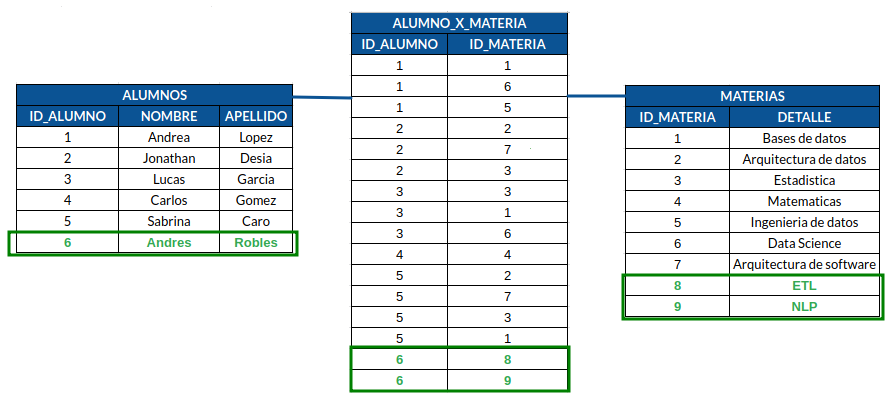 ALUMNOS
ID_ALUMNO NOMBRE APELLIDO
1 Andrea Lopez
2 Jonathan Desia
3 Lucas Garcia
4 Carlos Gomez
5 Sabrina Caro
6 Andres Robles
ALUMNO_X_MATERIA
ID_ALUMNO ID_MATERIA
1 1
1 6
1 5
2 2
2 7
2 3
3 3
3 1
3 6
4 4
5 2
5 7
5 3
5 1
6 8
6 9
MATERIAS
ID_MATERIA DETALLE
1 Bases de datos
2 Arquitectura de datos
3 Estadistica
4 Matematicas
5 Ingenieria de datos
6 Data Science
7 Arquitectura de software
8 ETL
9 NLP